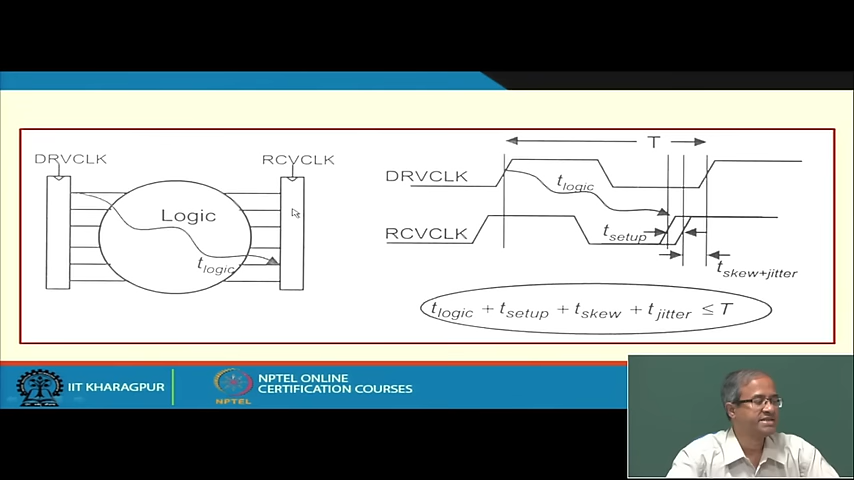 DRVCLK
RCVCLK
Logic
tlogic
T
DRVCLK
tlogic
RCVCLK
tsetup
tskew+jitter
tlogic + tsetup + tskew + tjitter ≤ T
IIT KHARAGPUR
NPTEL
NPTEL ONLINE
CERTIFICATION COURSES